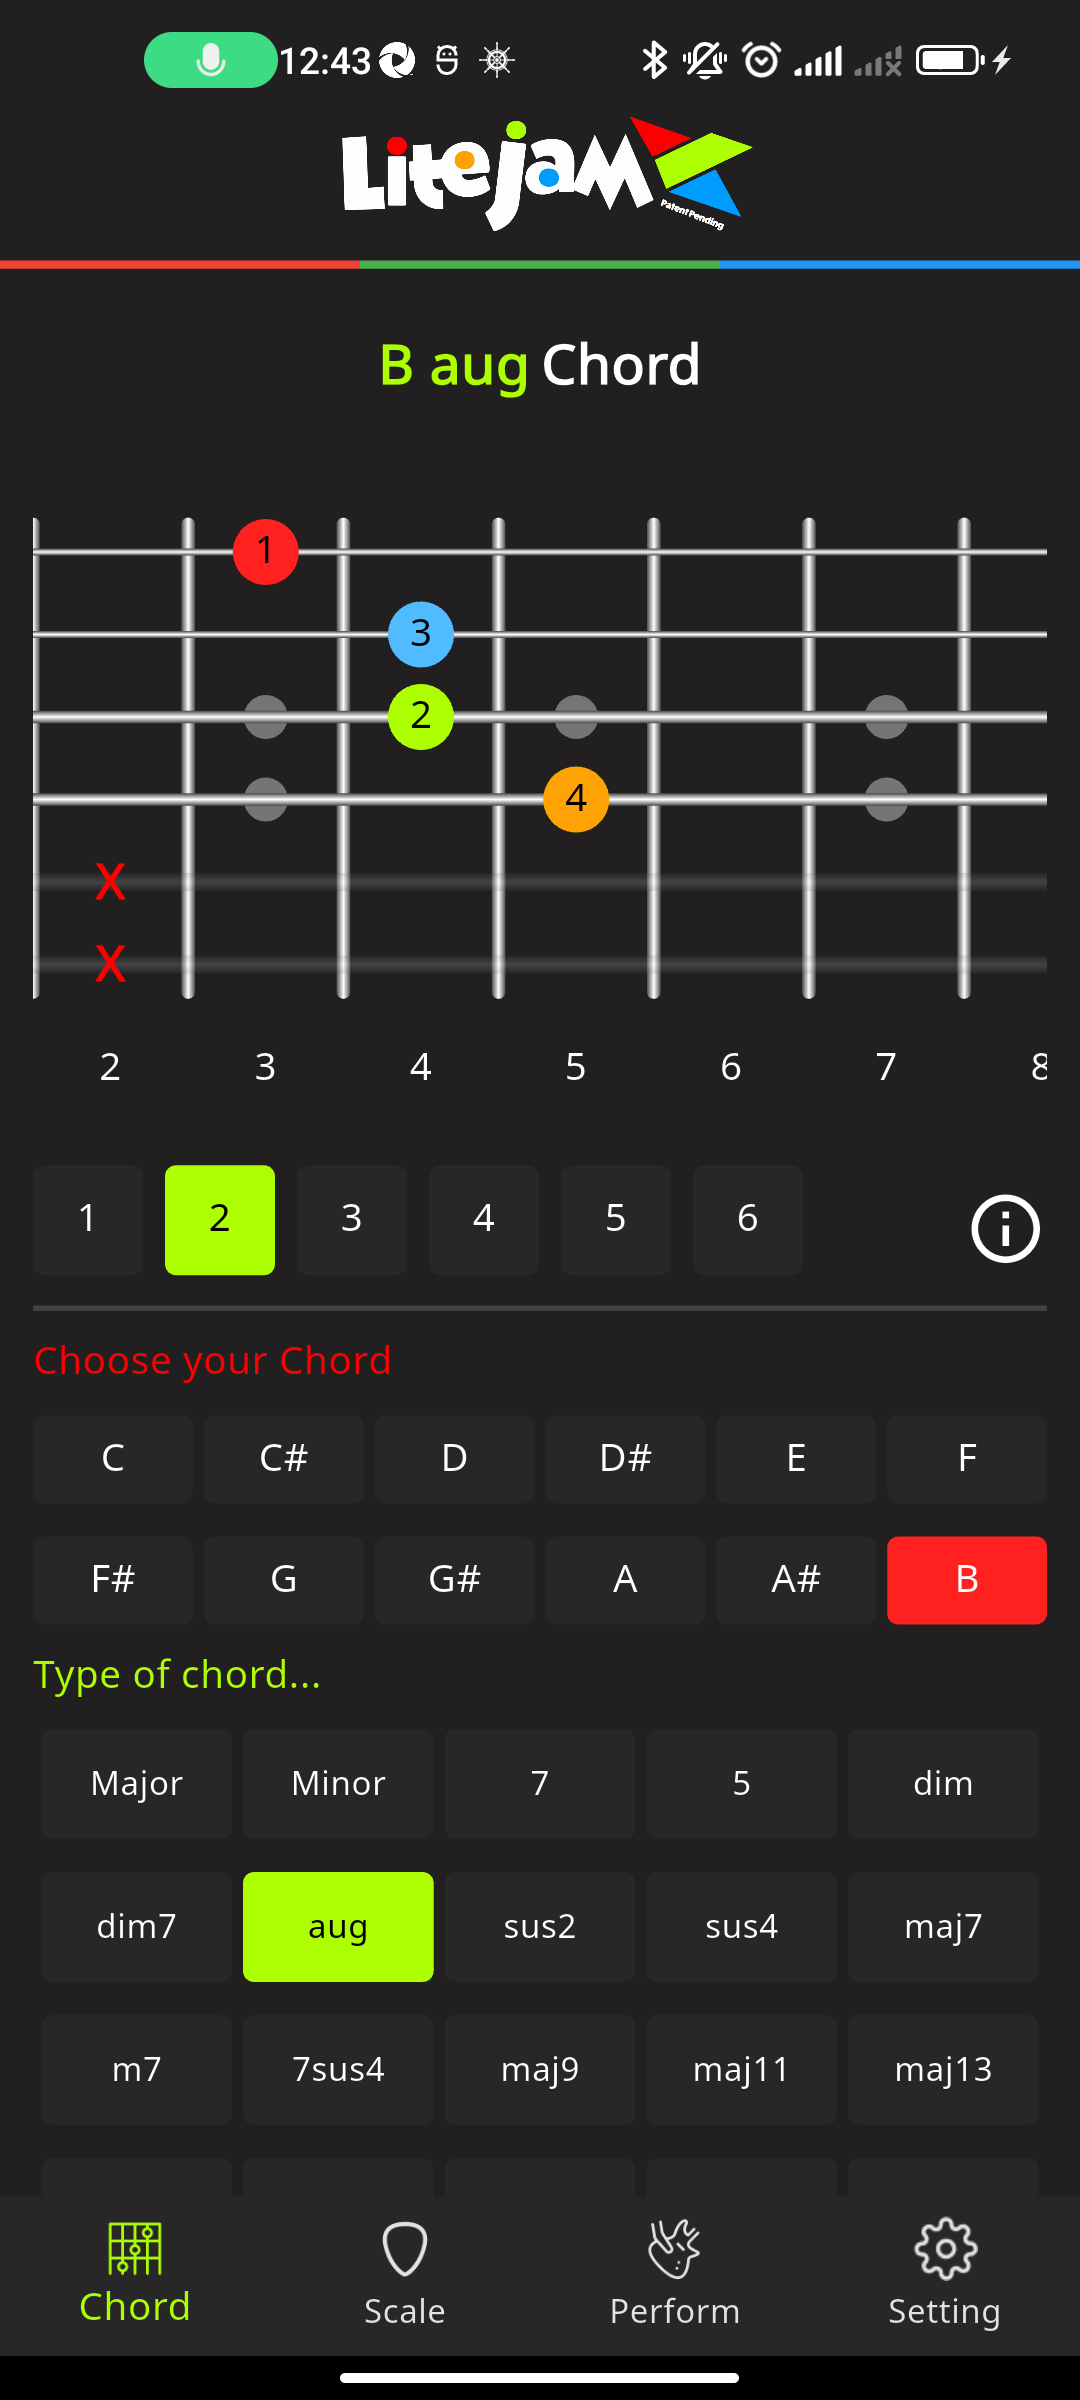 12:43
Litejam
Patent Pending
B aug Chord
1
3
2
4
X
X
2 3 4 5 6 7 8
1 2 3 4 5 6
Choose your Chord
C C# D D# E F
F# G G# A A# B
Type of chord...
Major Minor 7 5 dim
dim7 aug sus2 sus4 maj7
m7 7sus4 maj9 maj11 maj13
Chord Scale Perform Setting